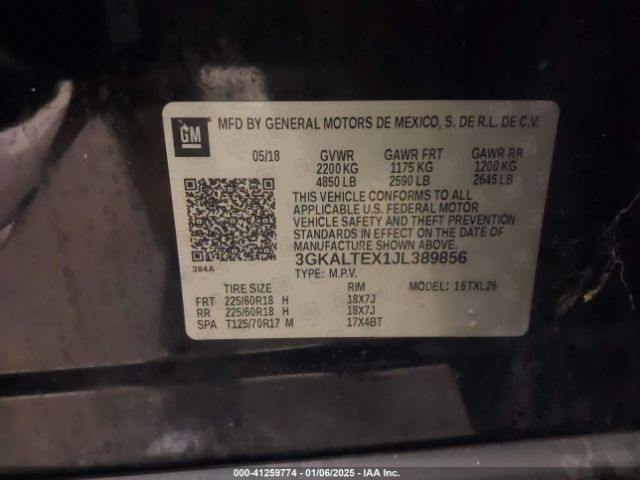 GM
MFD BY GENERAL MOTORS DE MEXICO, S. DE R.L. DE C.V.
05/18 GVWR GAWR FRT GAWR RR
2200 KG 1175 KG 1200 KG
4850 LB 2590 LB 2645 LB
THIS VEHICLE CONFORMS TO ALL
APPLICABLE U.S. FEDERAL MOTOR
VEHICLE SAFETY AND THEFT PREVENTION
STANDARDS IN EFFECT ON THE DATE OF
MANUFACTURE SHOWN ABOVE.
3GKALTEX1JL389856
384A
TYPE: M.P.V. MODEL: 16TXL26
TIRE SIZE RIM
FRT 225/60R18 H 18X7J
RR 225/60R18 H 18X7J
SPA T125/70R17 M 17X4BT
000-41259774 - 01/06/2025 - IAA Inc.